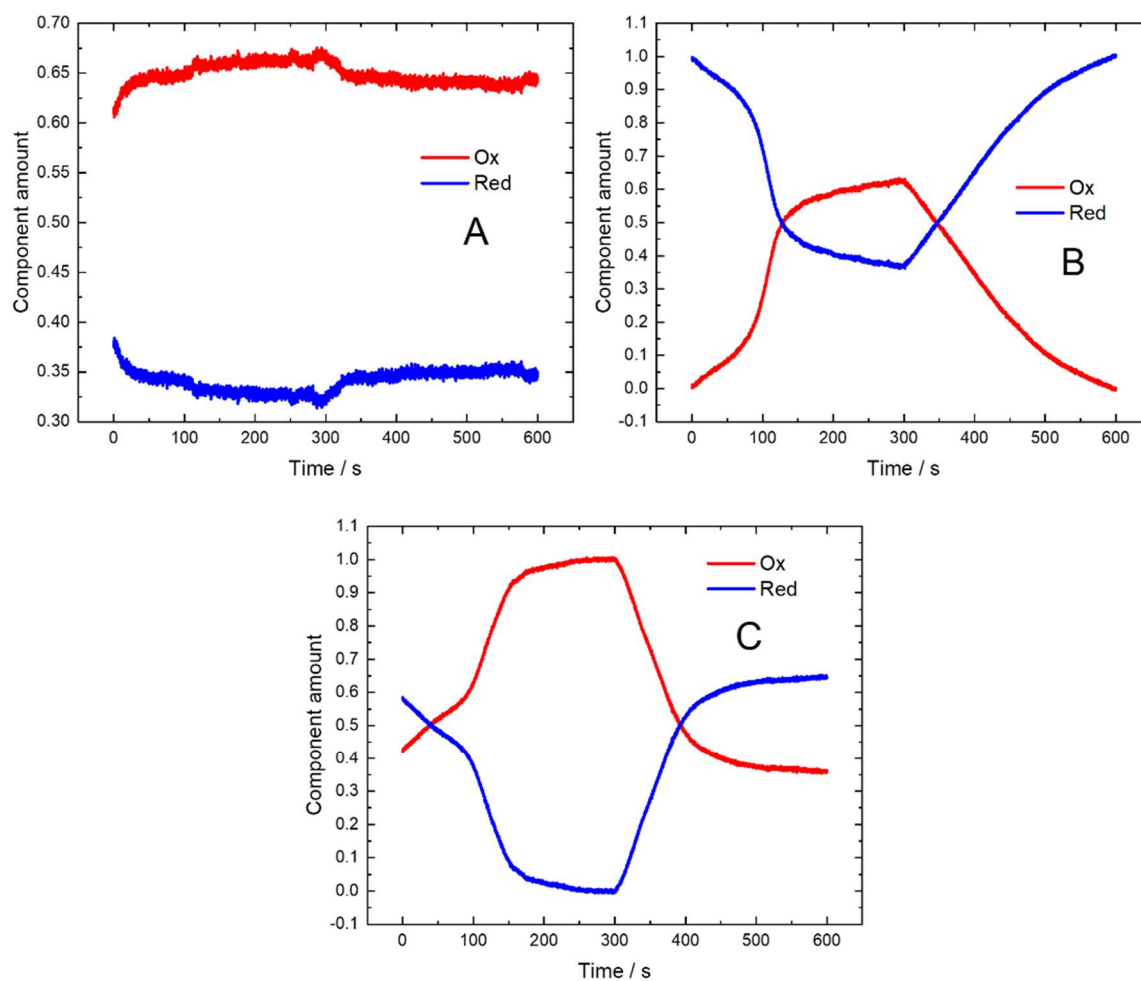 0.70
0.65
0.60
0.55
0.50
0.45
0.40
0.35
0.30
Component amount
Ox
Red
A
0 100 200 300 400 500 600
Time / s
1.1
1.0
0.9
0.8
0.7
0.6
0.5
0.4
0.3
0.2
0.1
0.0
-0.1
Component amount
Ox
Red
B
0 100 200 300 400 500 600
Time / s
1.1
1.0
0.9
0.8
0.7
0.6
0.5
0.4
0.3
0.2
0.1
0.0
-0.1
Component amount
Ox
Red
C
0 100 200 300 400 500 600
Time / s